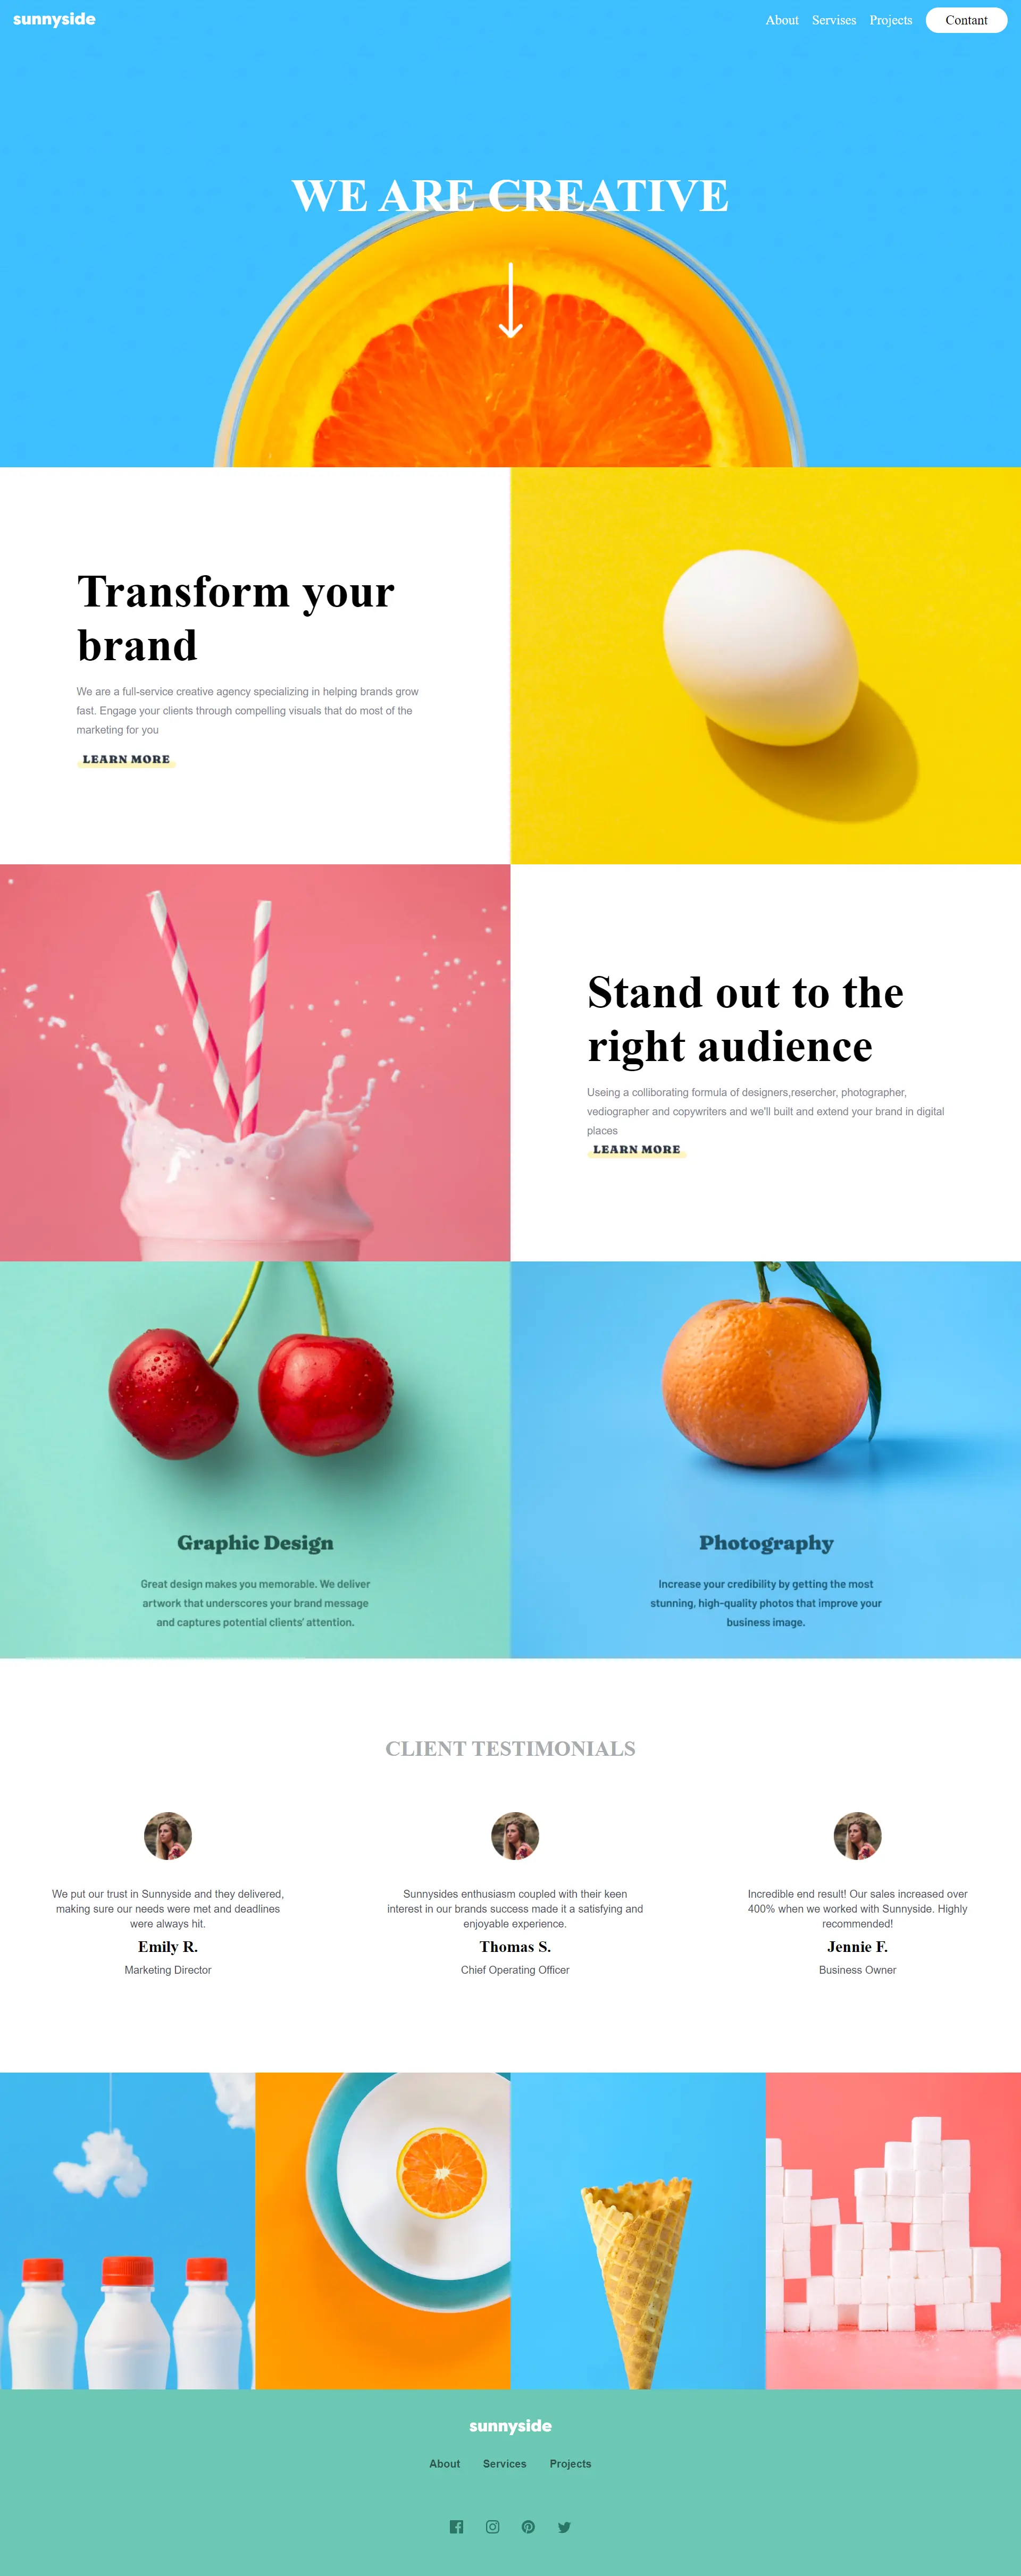 sunnyside
About Servises Projects Contant
WE ARE CREATIVE
Transform your
brand
We are a full-service creative agency specializing in helping brands grow
fast. Engage your clients through compelling visuals that do most of the
marketing for you
LEARN MORE
Stand out to the
right audience
Useing a colliborating formula of designers,resercher, photographer,
vediographer and copywriters and we'll built and extend your brand in digital
places
LEARN MORE
Graphic Design
Great design makes you memorable. We deliver
artwork that underscores your brand message
and captures potential clients' attention.
Photography
Increase your credibility by getting the most
stunning, high-quality photos that improve your
business image.
CLIENT TESTIMONIALS
We put our trust in Sunnyside and they delivered,
making sure our needs were met and deadlines
were always hit.
Emily R.
Marketing Director
Sunnysides enthusiasm coupled with their keen
interest in our brands success made it a satisfying and
enjoyable experience.
Thomas S.
Chief Operating Officer
Incredible end result! Our sales increased over
400% when we worked with Sunnyside. Highly
recommended!
Jennie F.
Business Owner
sunnyside
About Services Projects